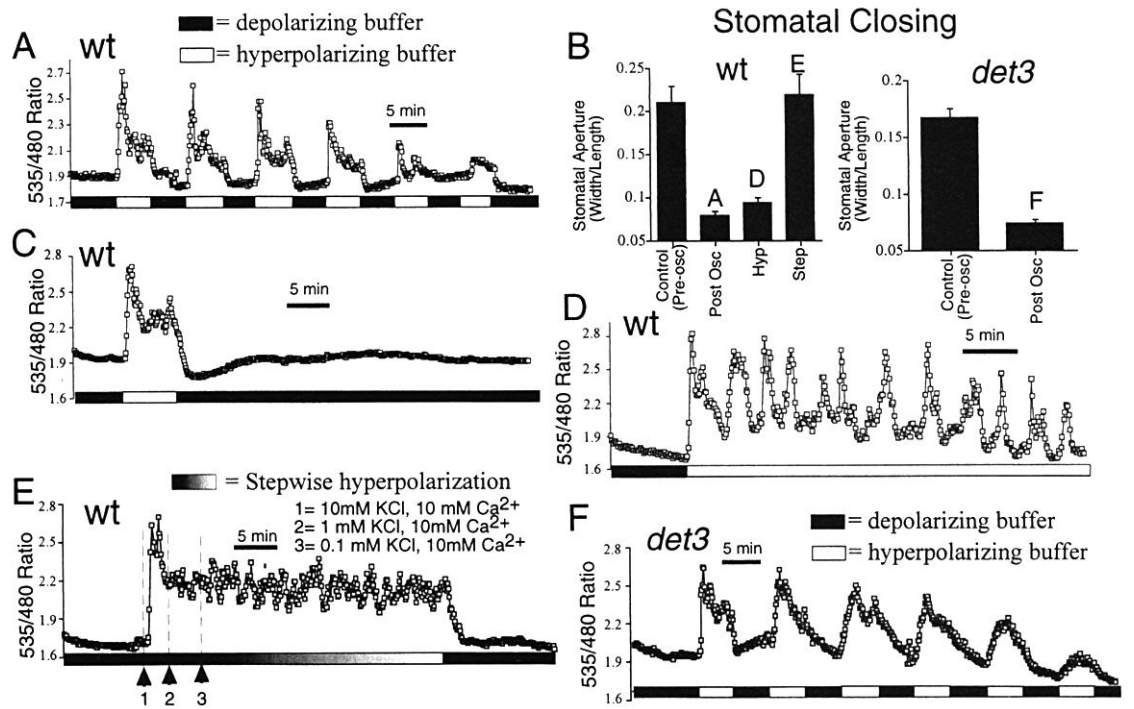 Stomatal Closing
A
wt
= depolarizing buffer
= hyperpolarizing buffer
535/480 Ratio
2.7
2.5
2.3
2.1
1.9
1.7
5 min
B
wt
Stomatal Aperture
(Width/Length)
0.25
0.2
0.15
0.1
0.05
A
D
E
Control
(Pre-osc)
Post Osc
Hyp
Step
det3
Stomatal Aperture
(Width/Length)
0.2
0.15
0.1
0.05
F
Control
(Pre-osc)
Post Osc
C
wt
535/480 Ratio
2.8
2.5
2.2
1.9
1.6
5 min
D
wt
535/480 Ratio
2.8
2.5
2.2
1.9
1.6
5 min
E
wt
= Stepwise hyperpolarization
1= 10mM KCl, 10 mM Ca2+
2= 1 mM KCl, 10mM Ca2+
3= 0.1 mM KCl, 10mM Ca2+
535/480 Ratio
2.8
2.5
2.2
1.9
1.6
5 min
1
2
3
F
det3
= depolarizing buffer
= hyperpolarizing buffer
535/480 Ratio
2.8
2.5
2.2
1.9
1.6
5 min